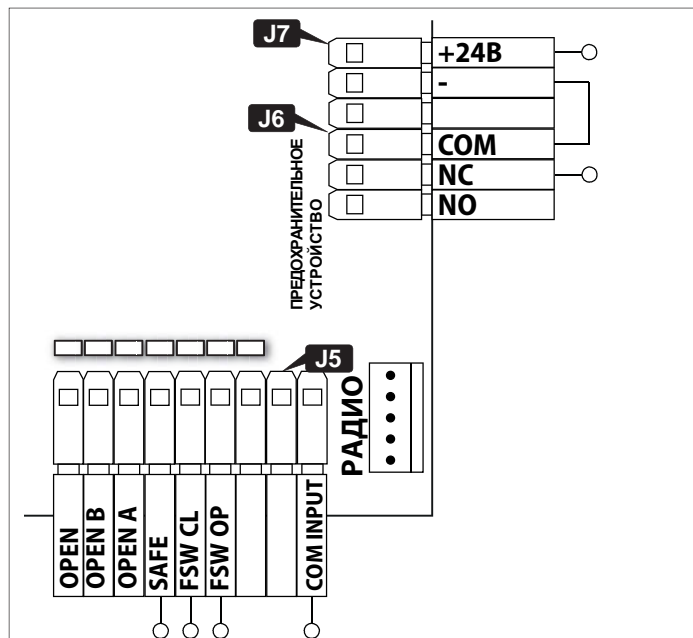 J7
+24В
-
J6
COM
NC
NO
ПРЕДОХРАНИТЕЛЬНОЕ
УСТРОЙСТВО
J5
РАДИО
OPEN
OPEN B
OPEN A
SAFE
FSW CL
FSW OP
COM INPUT